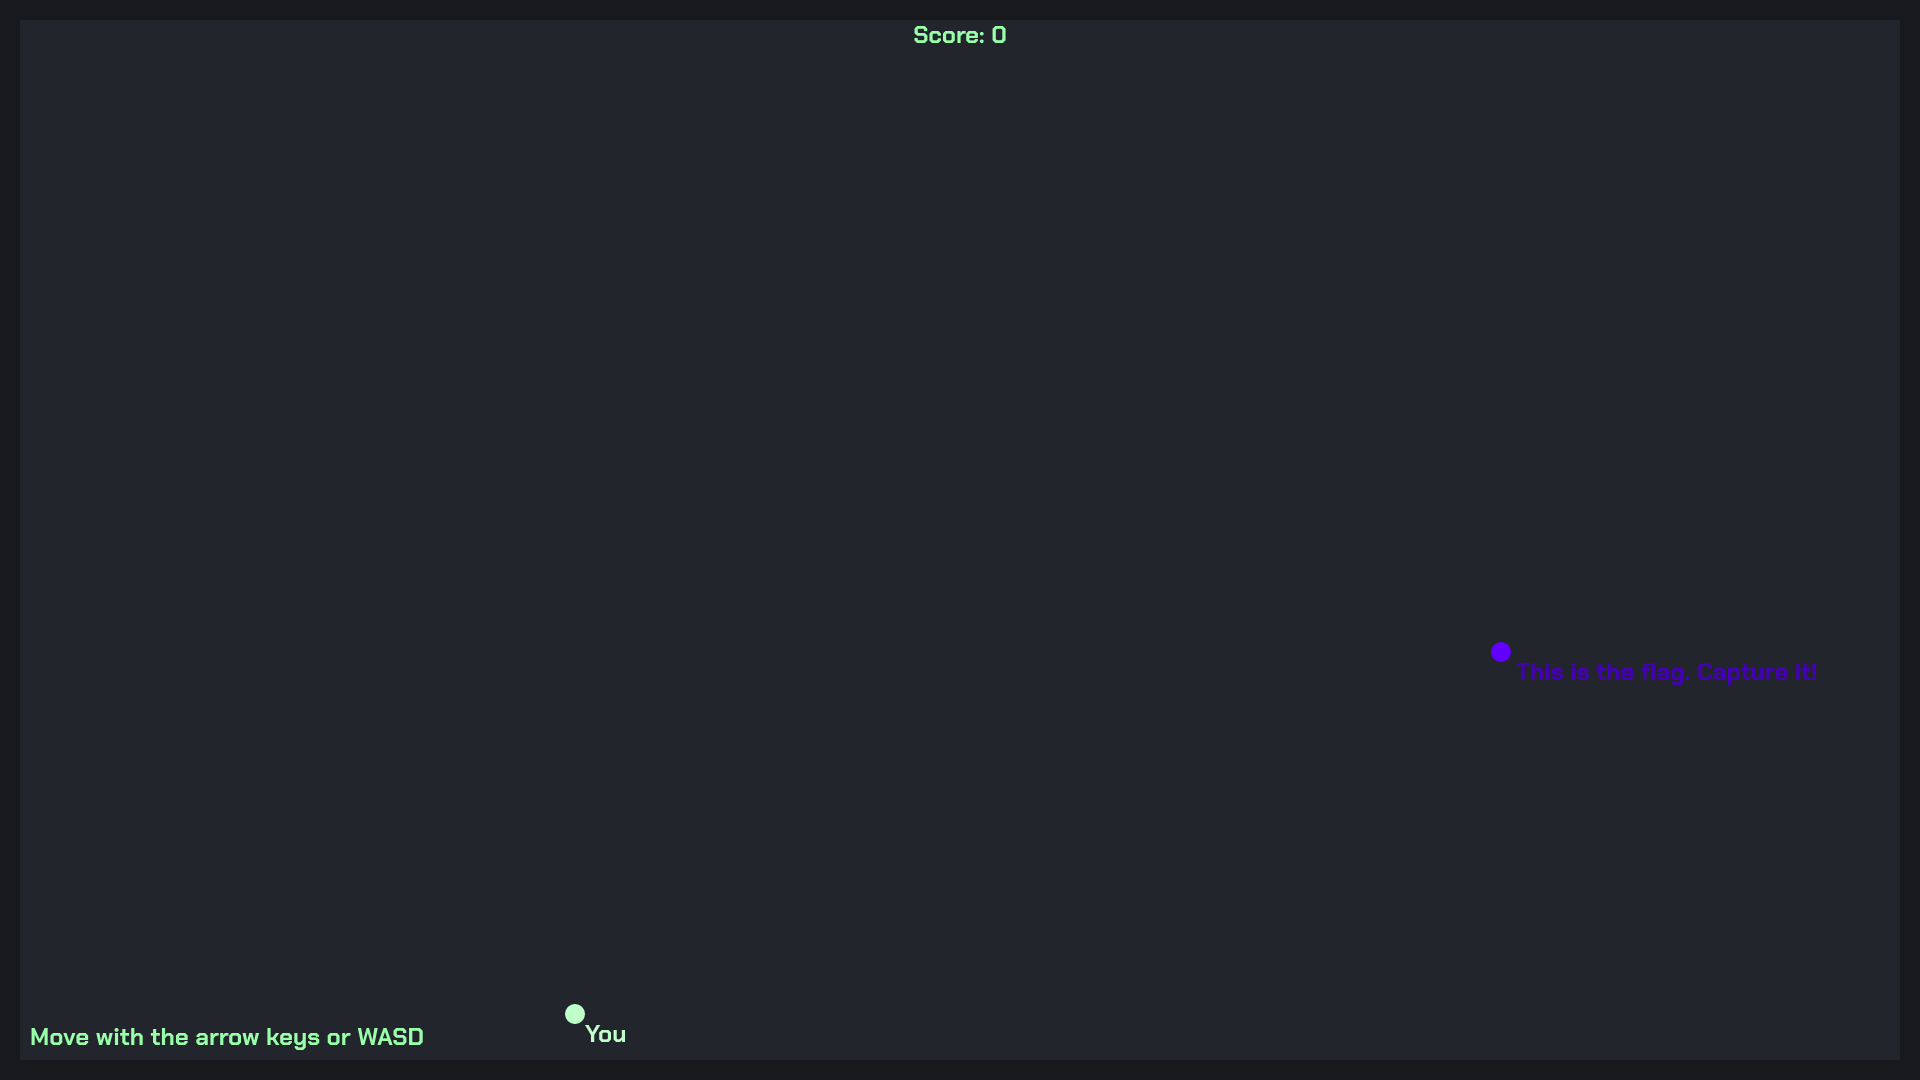 Score: 0
This is the flag. Capture it!
You
Move with the arrow keys or WASD